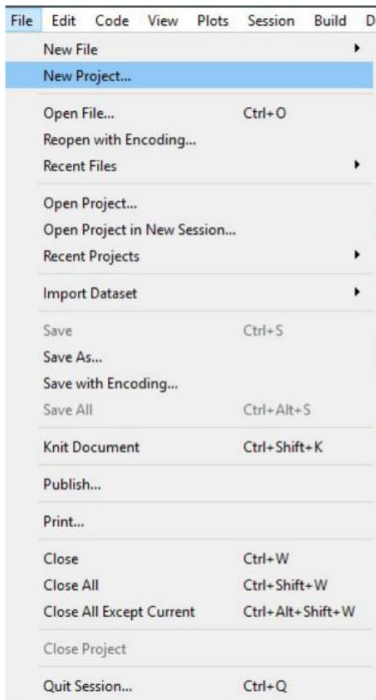 File Edit Code View Plots Session Build D
New File
New Project...
Open File... Ctrl+O
Reopen with Encoding...
Recent Files
Open Project...
Open Project in New Session...
Recent Projects
Import Dataset
Save Ctrl+S
Save As...
Save with Encoding...
Save All Ctrl+Alt+S
Knit Document Ctrl+Shift+K
Publish...
Print...
Close Ctrl+W
Close All Ctrl+Shift+W
Close All Except Current Ctrl+Alt+Shift+W
Close Project
Quit Session... Ctrl+Q